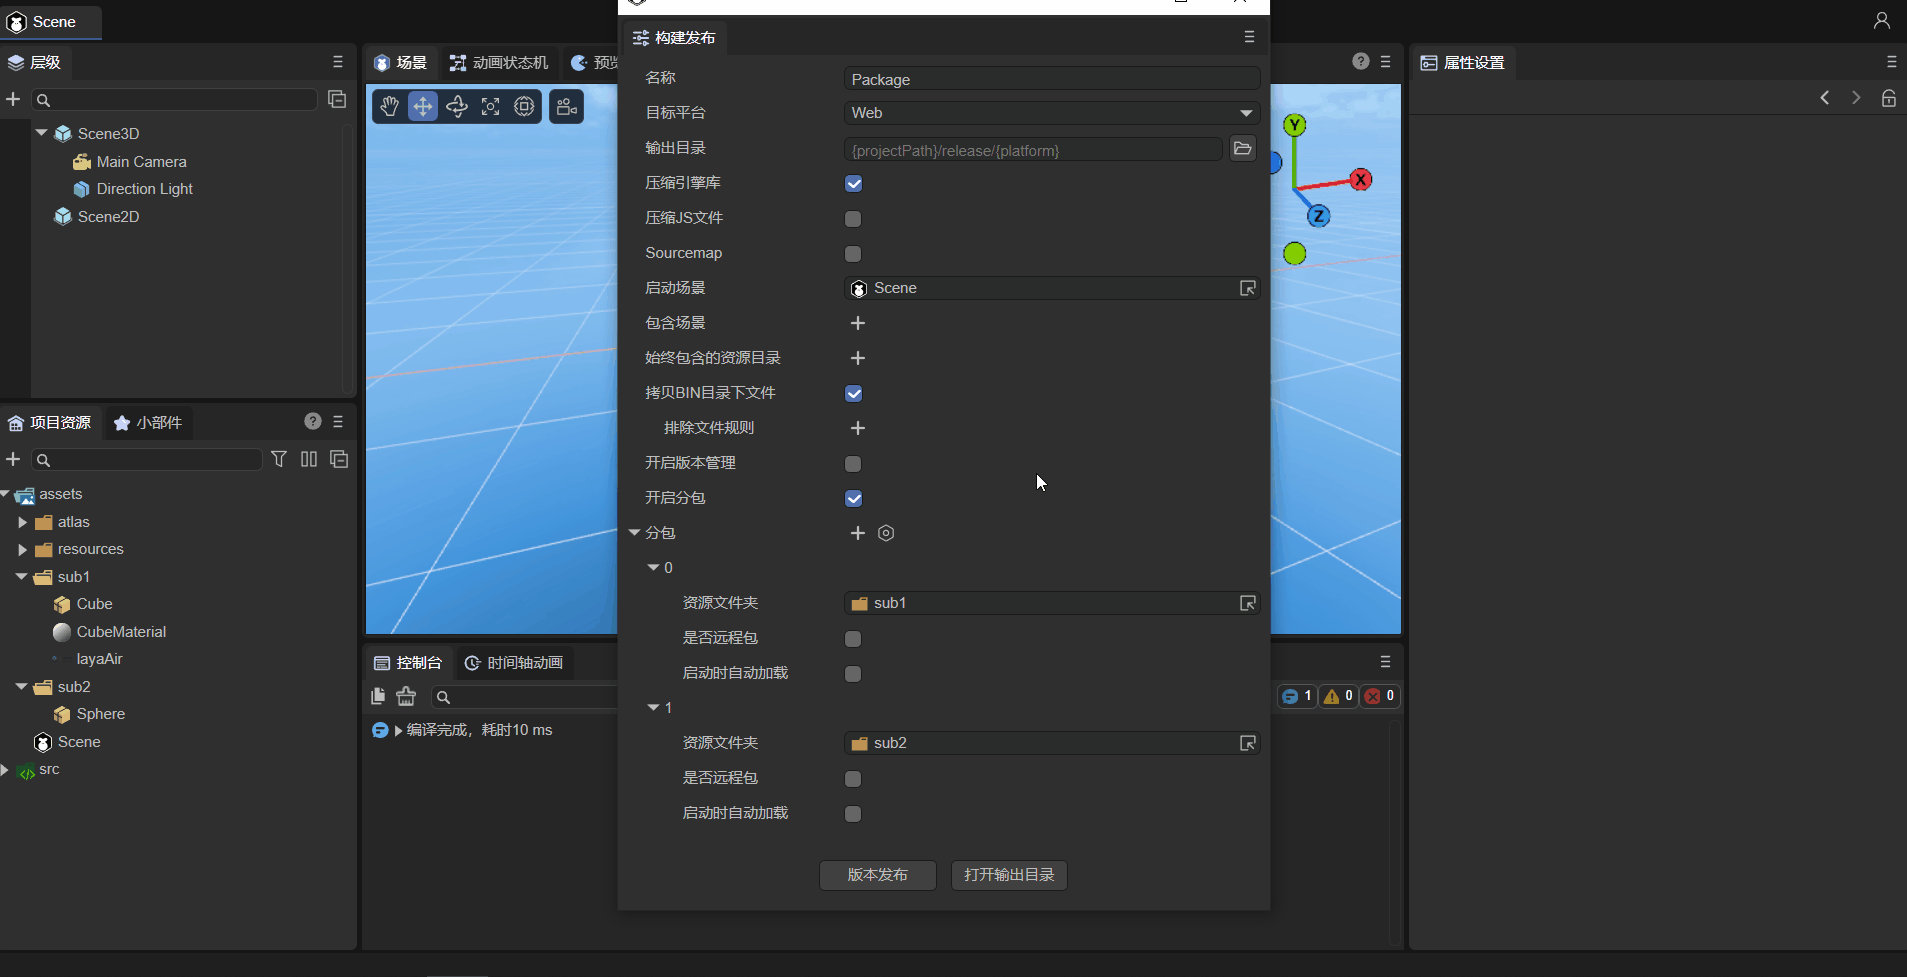 Scene
层级
Scene3D
Main Camera
Direction Light
Scene2D
项目资源
小部件
assets
atlas
resources
sub1
Cube
CubeMaterial
layaAir
sub2
Sphere
Scene
src
场景
动画状态机
预览
Y
X
Z
控制台
时间轴动画
1
0
0
编译完成，耗时10 ms
构建发布
名称
Package
目标平台
Web
输出目录
{projectPath}/release/{platform}
压缩引擎库
压缩JS文件
Sourcemap
启动场景
Scene
包含场景
始终包含的资源目录
拷贝BIN目录下文件
排除文件规则
开启版本管理
开启分包
分包
0
资源文件夹
sub1
是否远程包
启动时自动加载
1
资源文件夹
sub2
是否远程包
启动时自动加载
版本发布
打开输出目录
属性设置